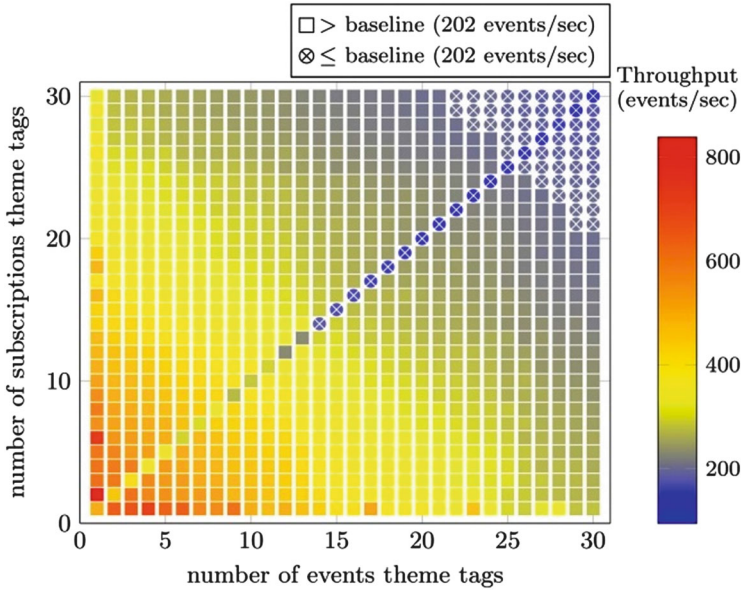 > baseline (202 events/sec)
≤ baseline (202 events/sec)
Throughput
(events/sec)
800
600
400
200
30
20
10
0
number of subscriptions theme tags
0 5 10 15 20 25 30
number of events theme tags